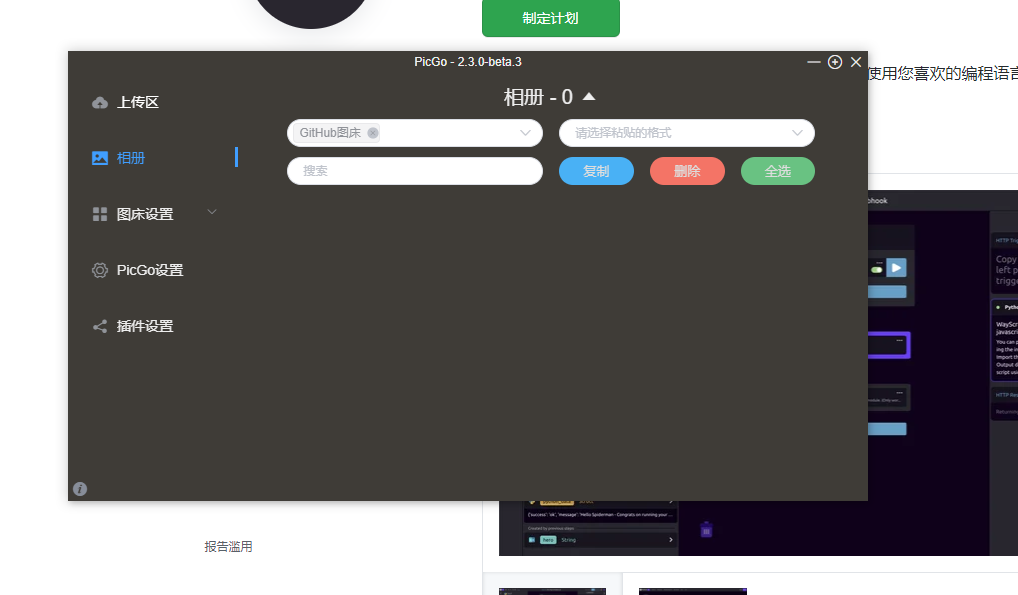 制定计划
PicGo - 2.3.0-beta.3
使用您喜欢的编程语言
上传区
相册
图床设置
PicGo设置
插件设置
相册 - 0
GitHub图床
请选择粘贴的格式
搜索
复制
删除
全选
HTTP Trig
Copy
left p
trigge
Pytho
WayScr
javascri
You can p
ing the in
Import th
Output d
script usi
HTTP Res
Returnin
{'success': 'ok', 'message': 'Hello Spiderman - Congrats on running your ...
Created by previous steps
hero
String
报告滥用